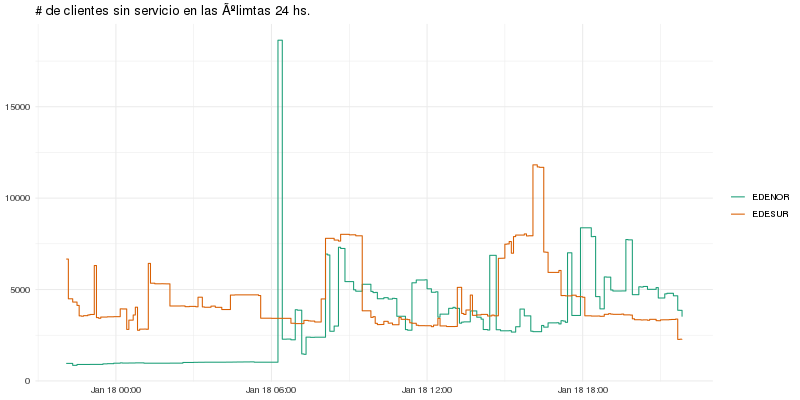 # de clientes sin servicio en las Ãºlimtas 24 hs.
15000
10000
5000
0
Jan 18 00:00
Jan 18 06:00
Jan 18 12:00
Jan 18 18:00
EDENOR
EDESUR